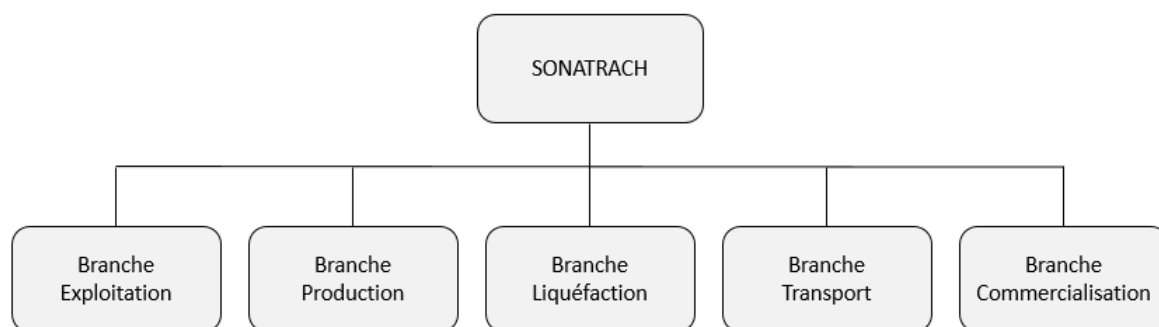 SONATRACH
Branche
Exploitation
Branche
Production
Branche
Liquéfaction
Branche
Transport
Branche
Commercialisation